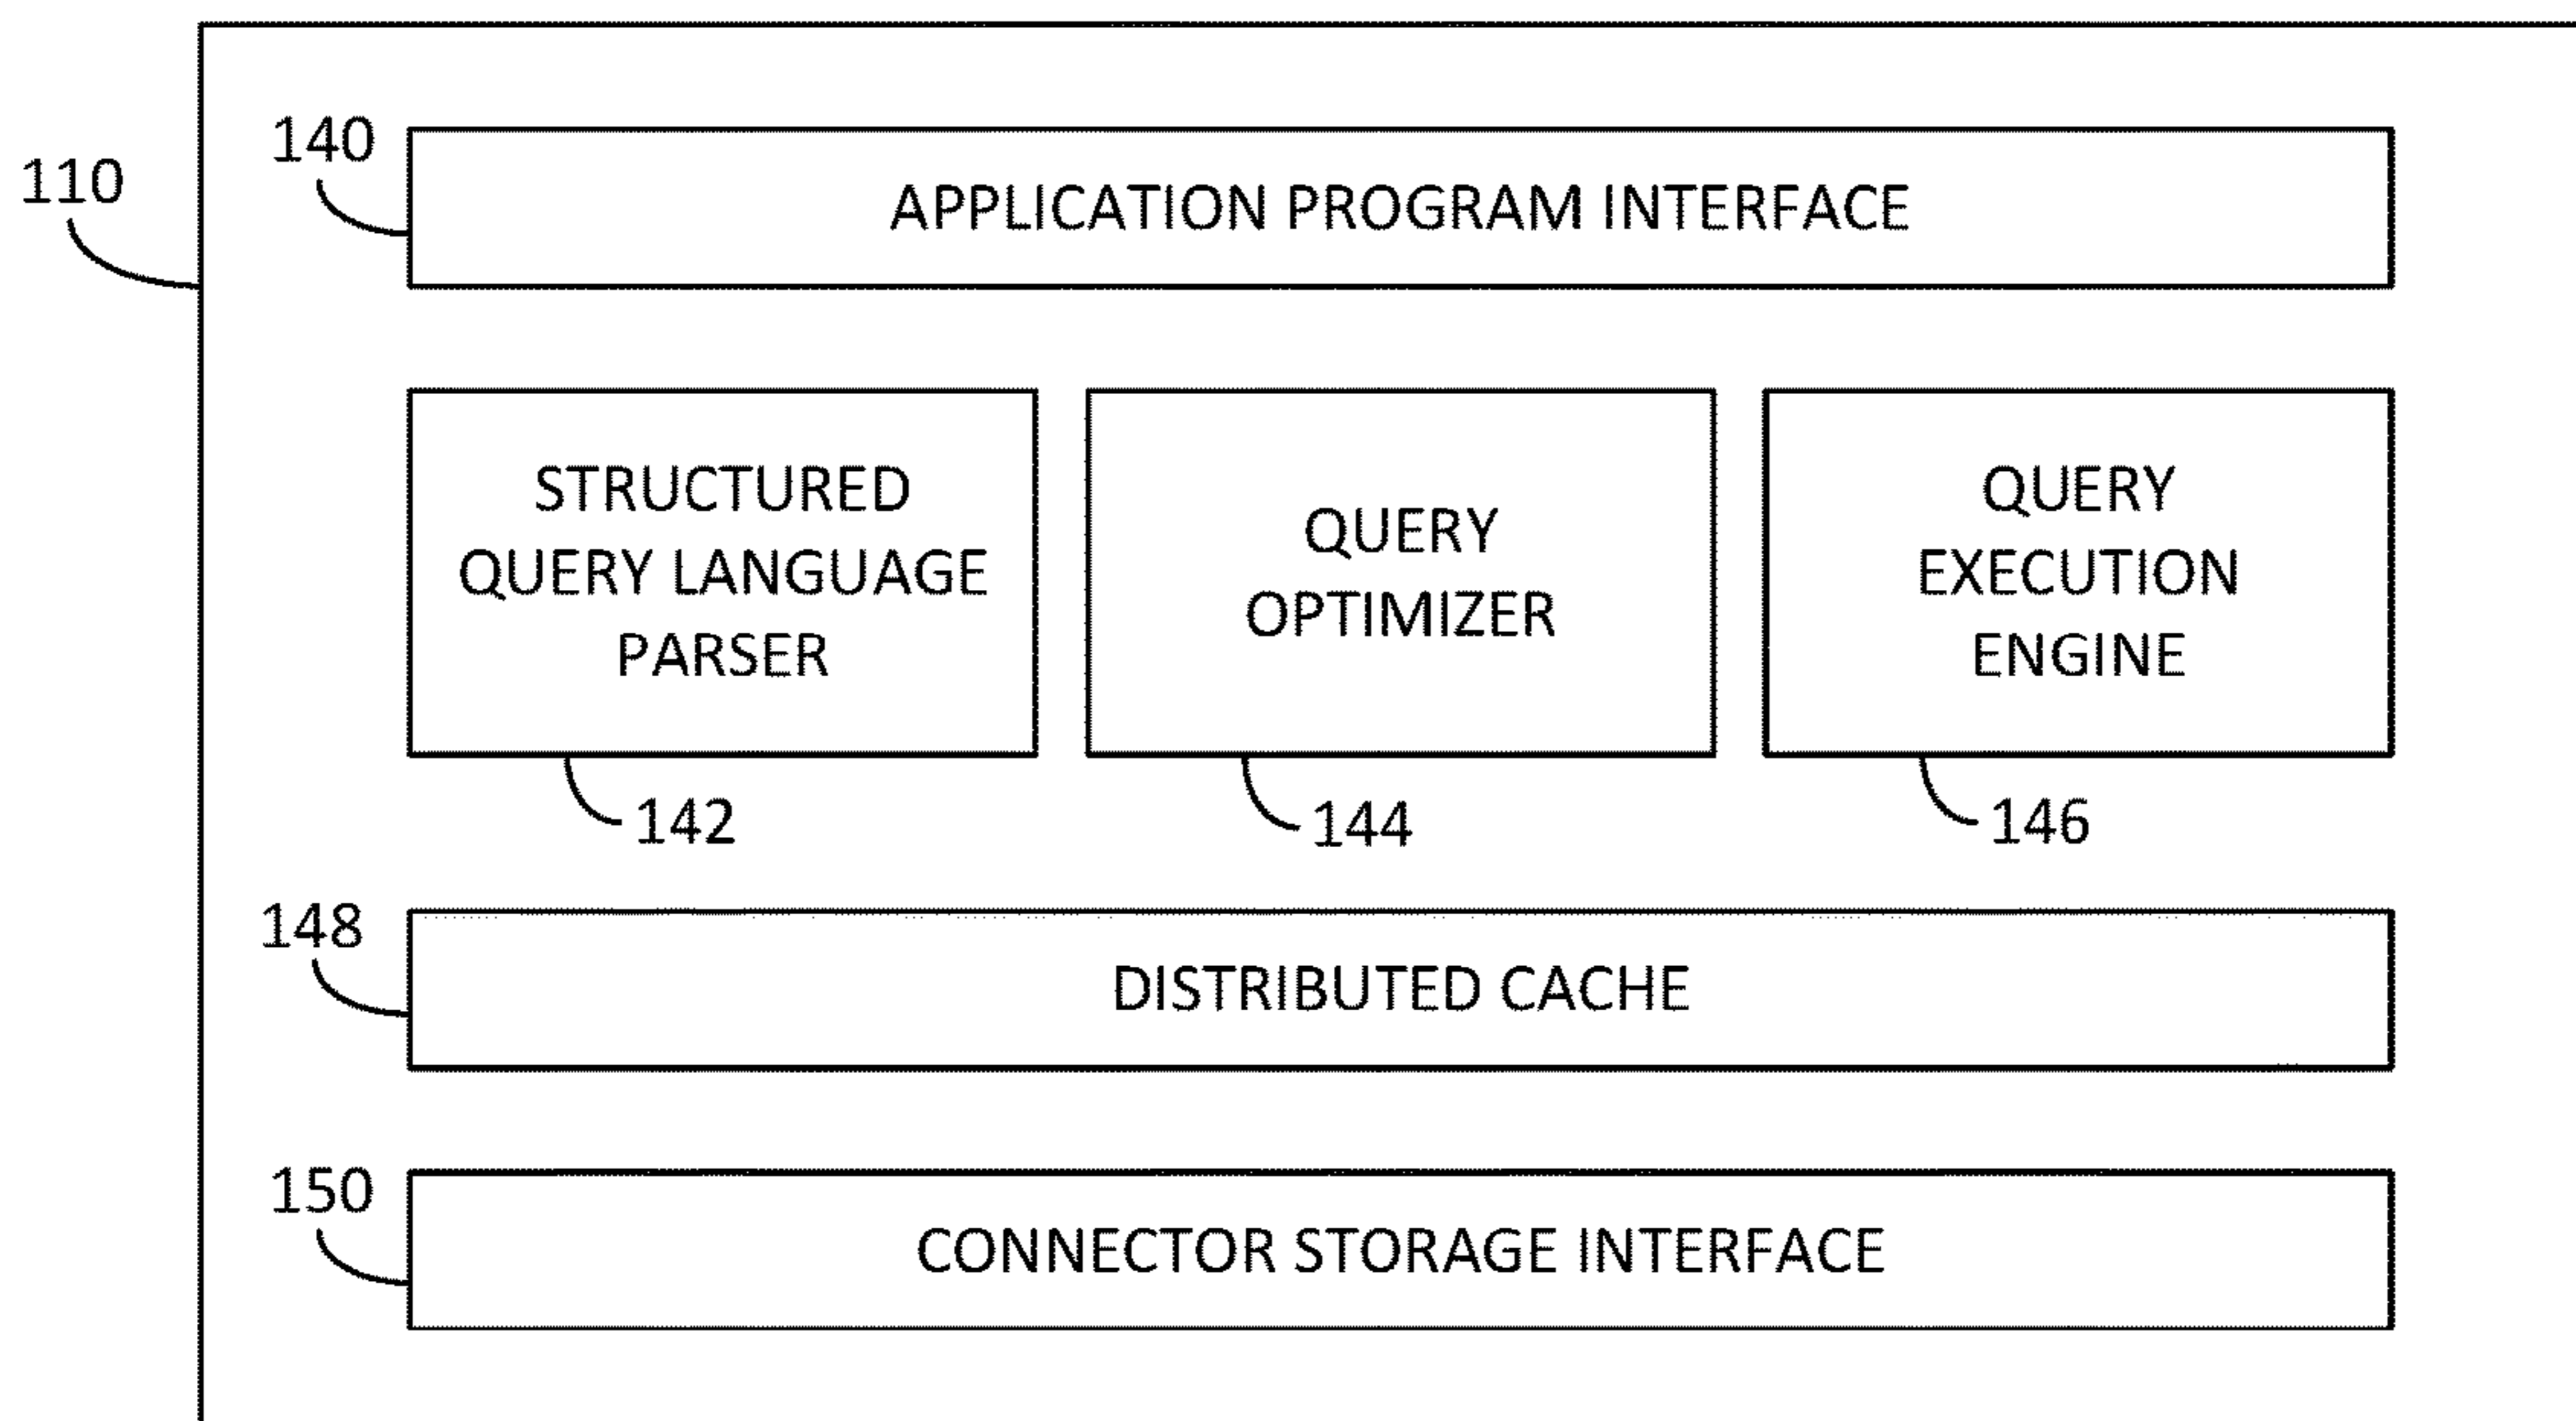 140
110
APPLICATION PROGRAM INTERFACE
STRUCTURED
QUERY LANGUAGE
PARSER
QUERY
OPTIMIZER
QUERY
EXECUTION
ENGINE
142
144
146
148
DISTRIBUTED CACHE
150
CONNECTOR STORAGE INTERFACE